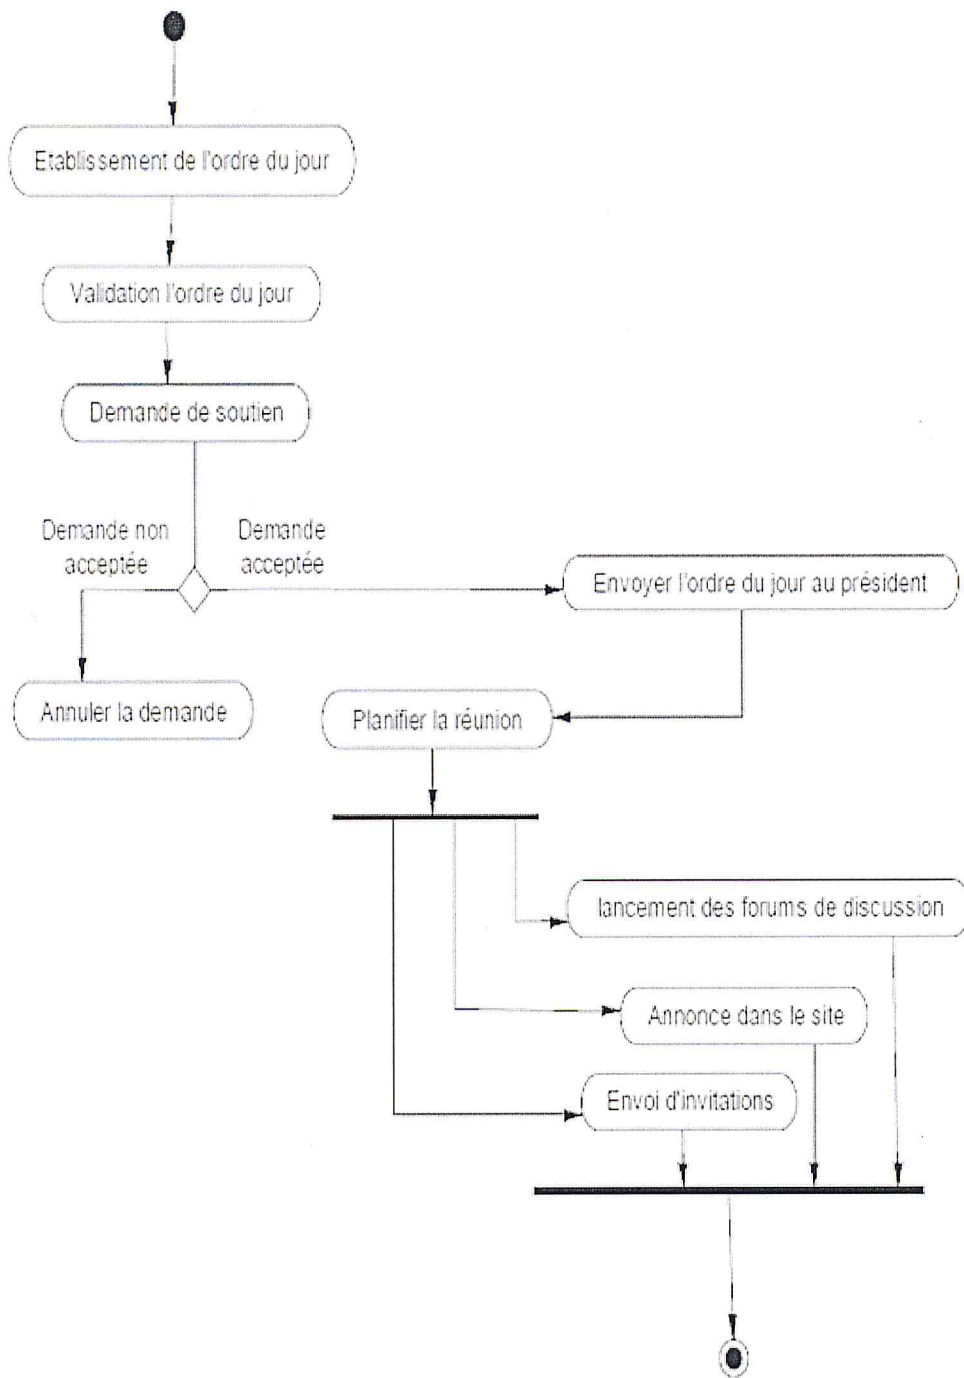 Etablissement de l'ordre du jour
Validation l'ordre du jour
Demande de soutien
Demande non
acceptée
Demande
acceptée
Envoyer l'ordre du jour au président
Annuler la demande
Planifier la réunion
lancement des forums de discussion
Annonce dans le site
Envoi d'invitations